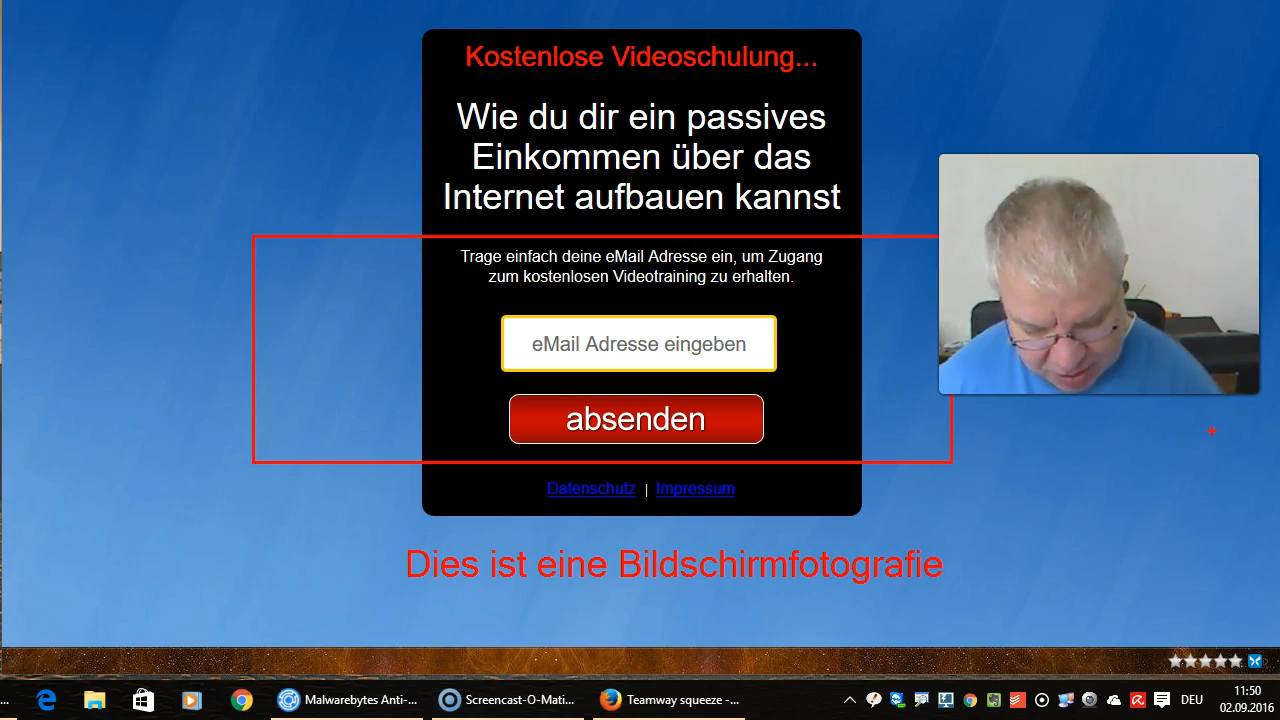 Kostenlose Videoschulung...
Wie du dir ein passives
Einkommen über das
Internet aufbauen kannst
Trage einfach deine eMail Adresse ein, um Zugang
zum kostenlosen Videotraining zu erhalten.
eMail Adresse eingeben
absenden
Datenschutz | Impressum
Dies ist eine Bildschirmfotografie
... Malwarebytes Anti-... Screencast-O-Mati... Teamway squeeze -... DEU 11:50
02.09.2016